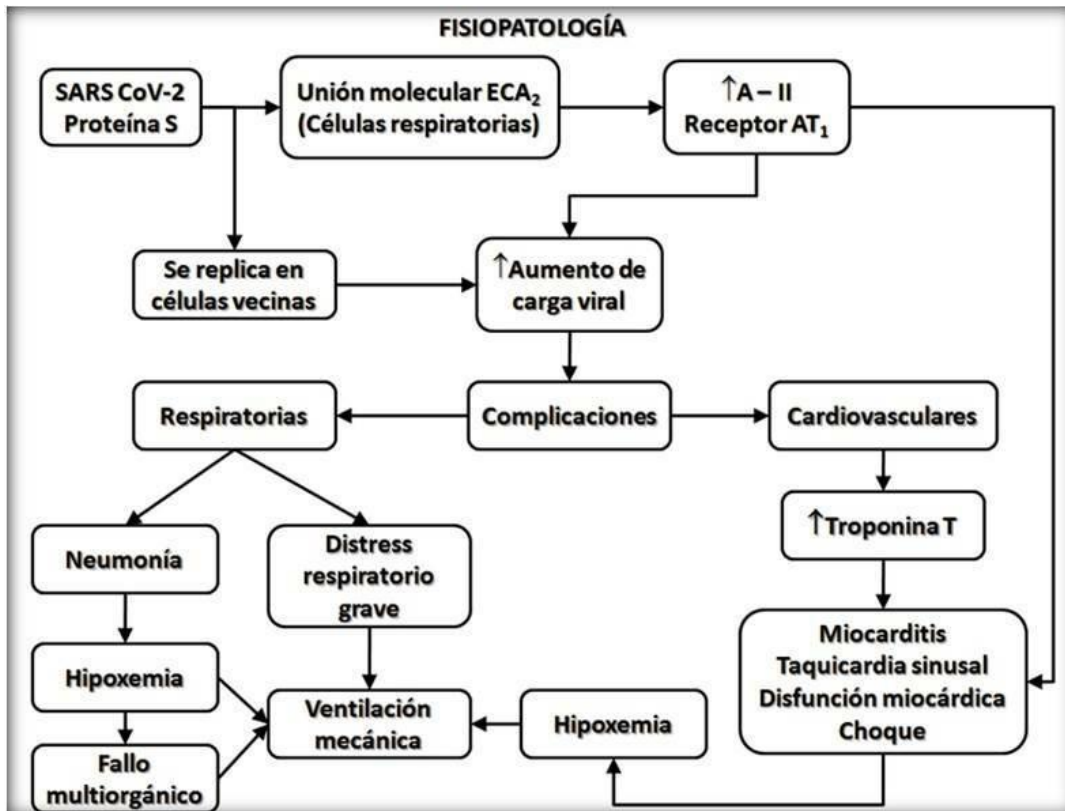 FISIOPATOLOGÍA
SARS CoV-2
Proteína S
Unión molecular ECA₂
(Células respiratorias)
↑A – II
Receptor AT₁
Se replica en
células vecinas
↑Aumento de
carga viral
Respiratorias
Complicaciones
Cardiovasculares
Neumonía
Distress
respiratorio
grave
↑Troponina T
Hipoxemia
Ventilación
mecánica
Hipoxemia
Miocarditis
Taquicardia sinusal
Disfunción miocárdica
Choque
Fallo
multiorgánico